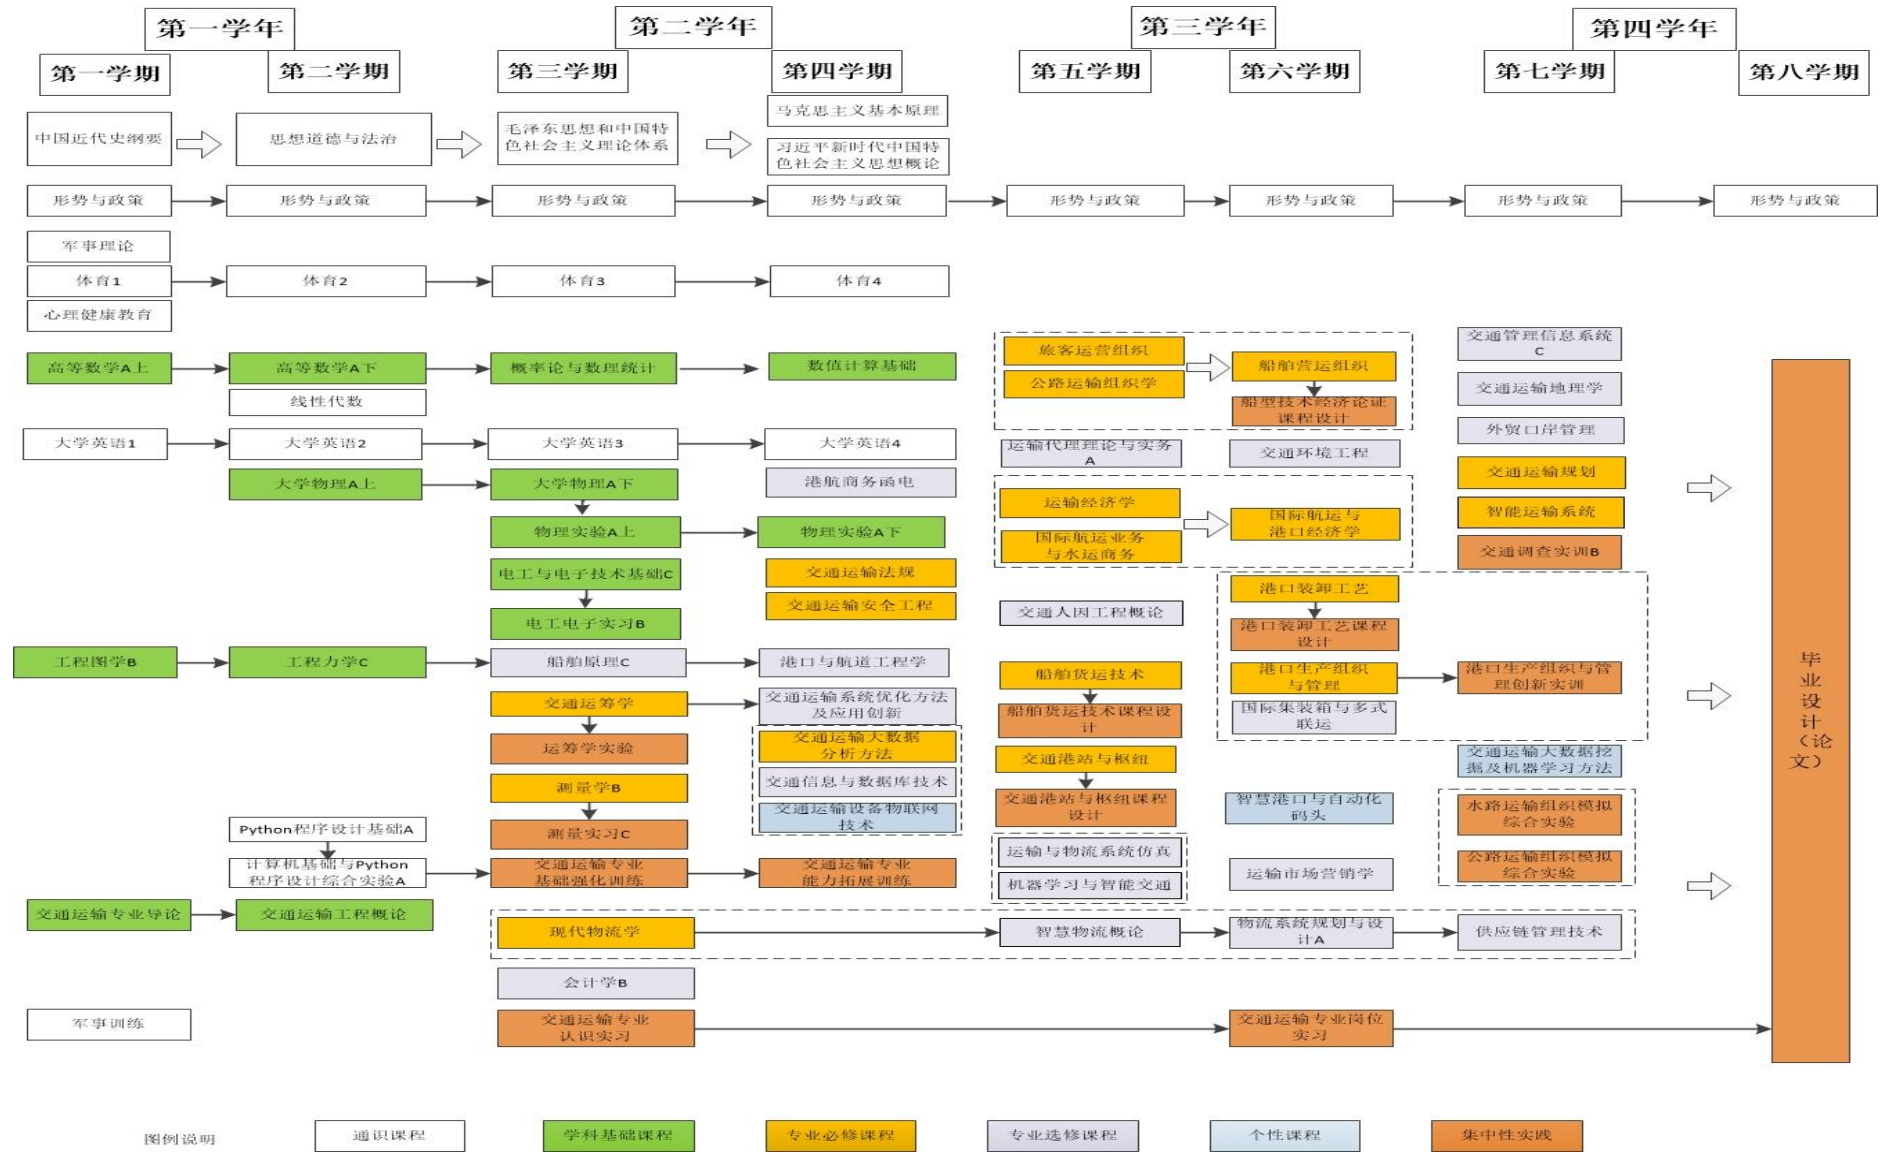 第一学年
第二学年
第三学年
第四学年
第一学期
第二学期
第三学期
第四学期
第五学期
第六学期
第七学期
第八学期
中国近代史纲要
思想道德与法治
毛泽东思想和中国特
色社会主义理论体系
马克思主义基本原理
习近平新时代中国特
色社会主义思想概论
形势与政策
形势与政策
形势与政策
形势与政策
形势与政策
形势与政策
形势与政策
形势与政策
军事理论
体育1
体育2
体育3
体育4
心理健康教育
高等数学A上
高等数学A下
概率论与数理统计
数值计算基础
旅客运营组织
公路运输组织学
船舶营运组织
船型技术经济论证
课程设计
交通管理信息系统
C
交通运输地理学
线性代数
大学英语1
大学英语2
大学英语3
大学英语4
运输代理理论与实务
A
交通环境工程
外贸口岸管理
大学物理A上
大学物理A下
港航商务函电
运输经济学
国际航运业务
与水运商务
国际航运与
港口经济学
交通运输规划
智能运输系统
交通调查实训B
物理实验A上
物理实验A下
电工与电子技术基础C
电工电子实习B
交通运输法规
交通运输安全工程
交通人因工程概论
港口装卸工艺
港口装卸工艺课程
设计
工程图学B
工程力学C
船舶原理C
港口与航道工程学
船舶货运技术
船舶货运技术课程设
计
港口生产组织
与管理
港口生产组织与管
理创新实训
国际集装箱与多式
联运
交通运筹学
运筹学实验
交通运输系统优化方法
及应用创新
交通运输大数据
分析方法
交通信息与数据库技术
交通运输设备物联网
技术
交通港站与枢纽
交通港站与枢纽课程
设计
交通运输大数据挖
掘及机器学习方法
测量学B
测量实习C
智慧港口与自动化
码头
水路运输组织模拟
综合实验
公路运输组织模拟
综合实验
Python程序设计基础A
计算机基础与Python
程序设计综合实验A
交通运输专业
基础强化训练
交通运输专业
能力拓展训练
运输与物流系统仿真
机器学习与智能交通
运输市场营销学
交通运输专业导论
交通运输工程概论
现代物流学
智慧物流概论
物流系统规划与设
计A
供应链管理技术
会计学B
军事训练
交通运输专业
认识实习
交通运输专业岗位
实习
毕
业
设
计
（论
文）
图例说明
通识课程
学科基础课程
专业必修课程
专业选修课程
个性课程
集中性实践